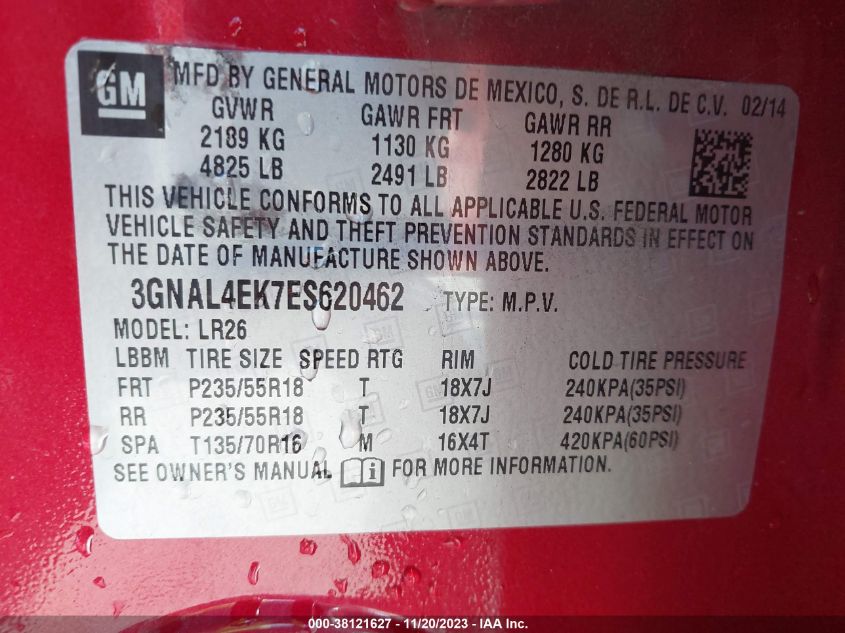 GM MFD BY GENERAL MOTORS DE MEXICO, S. DE R.L. DE C.V. 02/14
GVWR GAWR FRT GAWR RR
2189 KG 1130 KG 1280 KG
4825 LB 2491 LB 2822 LB
THIS VEHICLE CONFORMS TO ALL APPLICABLE U.S. FEDERAL MOTOR
VEHICLE SAFETY AND THEFT PREVENTION STANDARDS IN EFFECT ON
THE DATE OF MANUFACTURE SHOWN ABOVE.
3GNAL4EK7ES620462 TYPE: M.P.V.
MODEL: LR26
LBBM TIRE SIZE SPEED RTG RIM COLD TIRE PRESSURE
FRT P235/55R18 T 18X7J 240KPA(35PSI)
RR P235/55R18 T 18X7J 240KPA(35PSI)
SPA T135/70R16 M 16X4T 420KPA(60PSI)
SEE OWNER'S MANUAL i FOR MORE INFORMATION.
000-38121627 - 11/20/2023 - IAA Inc.